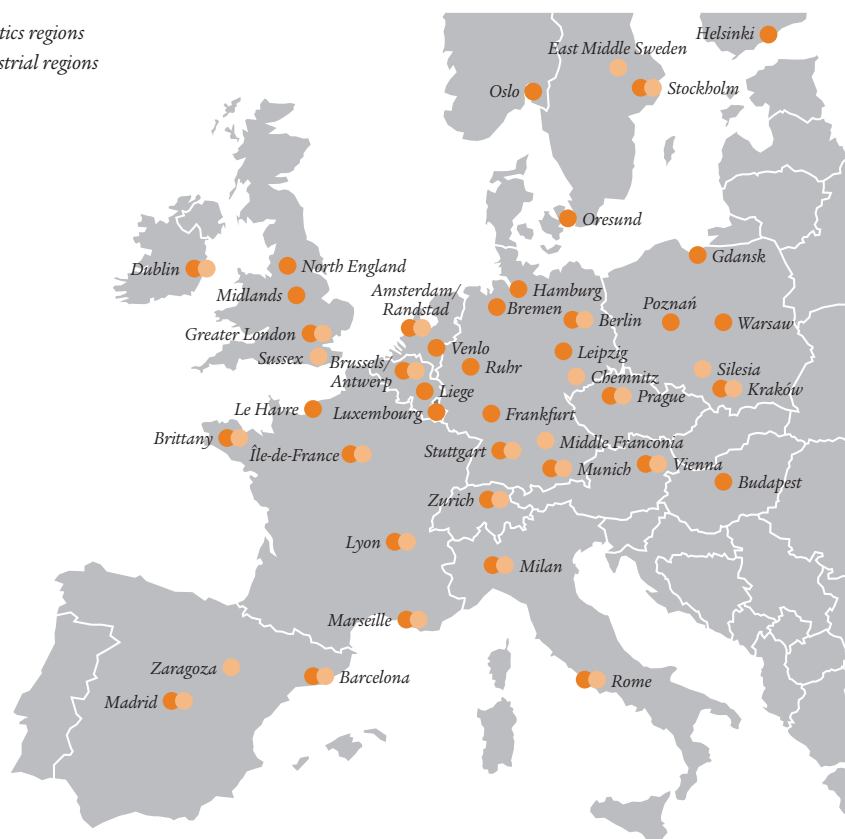 tics regions
strial regions
Helsinki
East Middle Sweden
Oslo
Stockholm
Oresund
Gdansk
Dublin
North England
Midlands
Amsterdam/
Randstad
Hamburg
Bremen
Poznań
Berlin
Warsaw
Greater London
Sussex
Brussels/
Antwerp
Venlo
Leipzig
Ruhr
Chemnitz
Silesia
Liege
Prague
Kraków
Le Havre
Luxembourg
Frankfurt
Brittany
Île-de-France
Stuttgart
Middle Franconia
Munich
Vienna
Budapest
Zurich
Lyon
Milan
Marseille
Zaragoza
Barcelona
Madrid
Rome